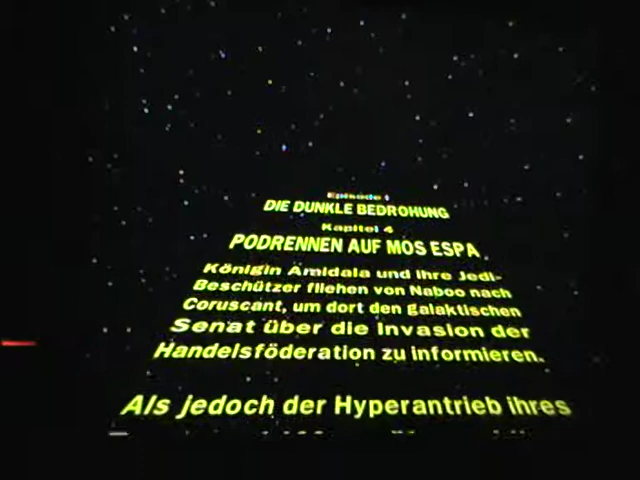 Episode I
DIE DUNKLE BEDROHUNG
Kapitel 4
PODRENNEN AUF MOS ESPA
Königin Amidala und ihre Jedi-
Beschützer fliehen von Naboo nach
Coruscant, um dort den galaktischen
Senat über die Invasion der
Handelsföderation zu informieren.
Als jedoch der Hyperantrieb ihres